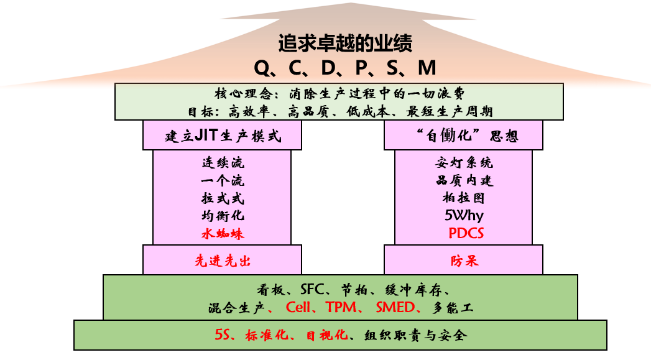 追求卓越的业绩
Q、C、D、P、S、M
核心理念：消除生产过程中的一切浪费
目标：高效率、高品质、低成本、最短生产周期
建立JIT生产模式
连续流
一个流
拉式式
均衡化
水蜘蛛
先进先出
“自働化”思想
安灯系统
品质内建
柏拉图
5Why
PDCS
防呆
看板、SFC、节拍、缓冲库存、
混合生产、Cell、TPM、SMED、多能工
5S、标准化、目视化、组织职责与安全